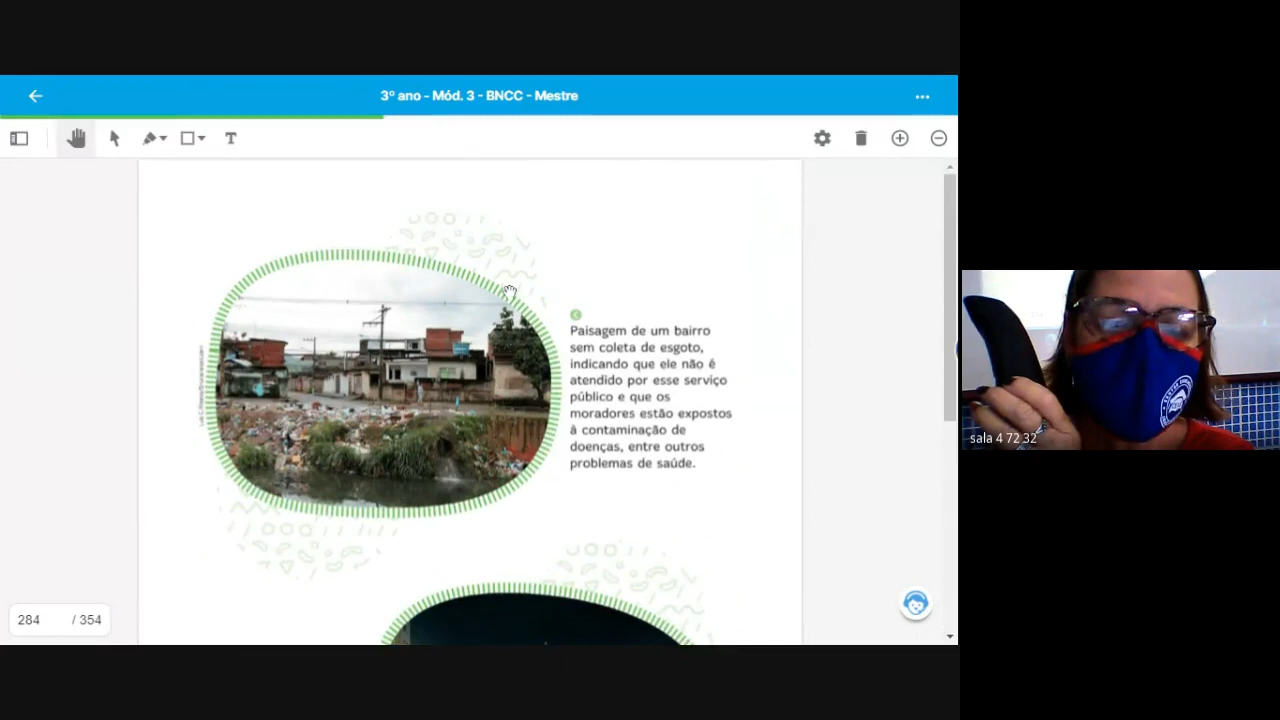 3º ano - Mód. 3 - BNCC - Mestre
T
Paisagem de um bairro
sem coleta de esgoto,
indicando que ele não é
atendido por esse serviço
público e que os
moradores estão expostos
à contaminação de
doenças, entre outros
problemas de saúde.
284 / 354
sala 4 72 32